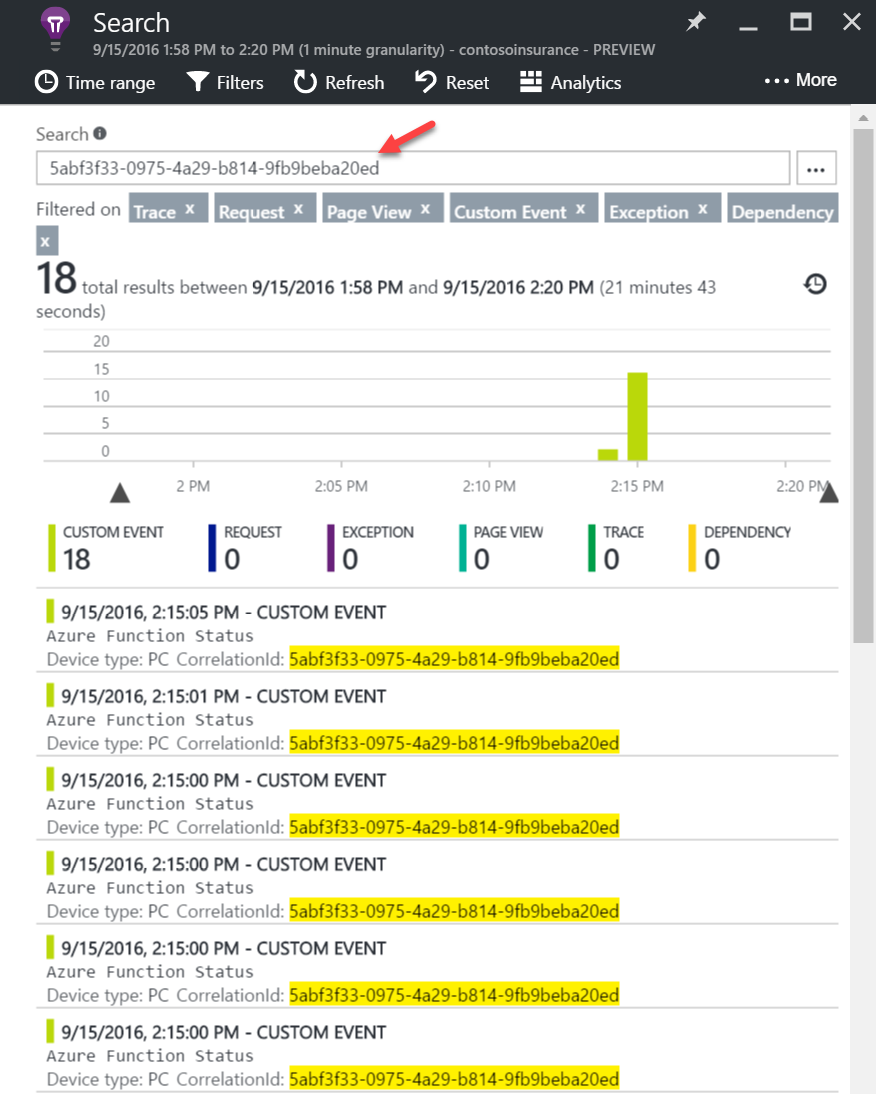 Search
9/15/2016 1:58 PM to 2:20 PM (1 minute granularity) - contosoinsurance - PREVIEW
Time range Filters Refresh Reset Analytics ••• More
Search
5abf3f33-0975-4a29-b814-9fb9beba20ed ...
Filtered on Trace x Request x Page View x Custom Event x Exception x Dependency
x
18 total results between 9/15/2016 1:58 PM and 9/15/2016 2:20 PM (21 minutes 43
seconds)
20
15
10
5
0
2 PM 2:05 PM 2:10 PM 2:15 PM 2:20 PM
CUSTOM EVENT REQUEST EXCEPTION PAGE VIEW TRACE DEPENDENCY
18 0 0 0 0 0
9/15/2016, 2:15:05 PM - CUSTOM EVENT
Azure Function Status
Device type: PC CorrelationId: 5abf3f33-0975-4a29-b814-9fb9beba20ed
9/15/2016, 2:15:01 PM - CUSTOM EVENT
Azure Function Status
Device type: PC CorrelationId: 5abf3f33-0975-4a29-b814-9fb9beba20ed
9/15/2016, 2:15:00 PM - CUSTOM EVENT
Azure Function Status
Device type: PC CorrelationId: 5abf3f33-0975-4a29-b814-9fb9beba20ed
9/15/2016, 2:15:00 PM - CUSTOM EVENT
Azure Function Status
Device type: PC CorrelationId: 5abf3f33-0975-4a29-b814-9fb9beba20ed
9/15/2016, 2:15:00 PM - CUSTOM EVENT
Azure Function Status
Device type: PC CorrelationId: 5abf3f33-0975-4a29-b814-9fb9beba20ed
9/15/2016, 2:15:00 PM - CUSTOM EVENT
Azure Function Status
Device type: PC CorrelationId: 5abf3f33-0975-4a29-b814-9fb9beba20ed